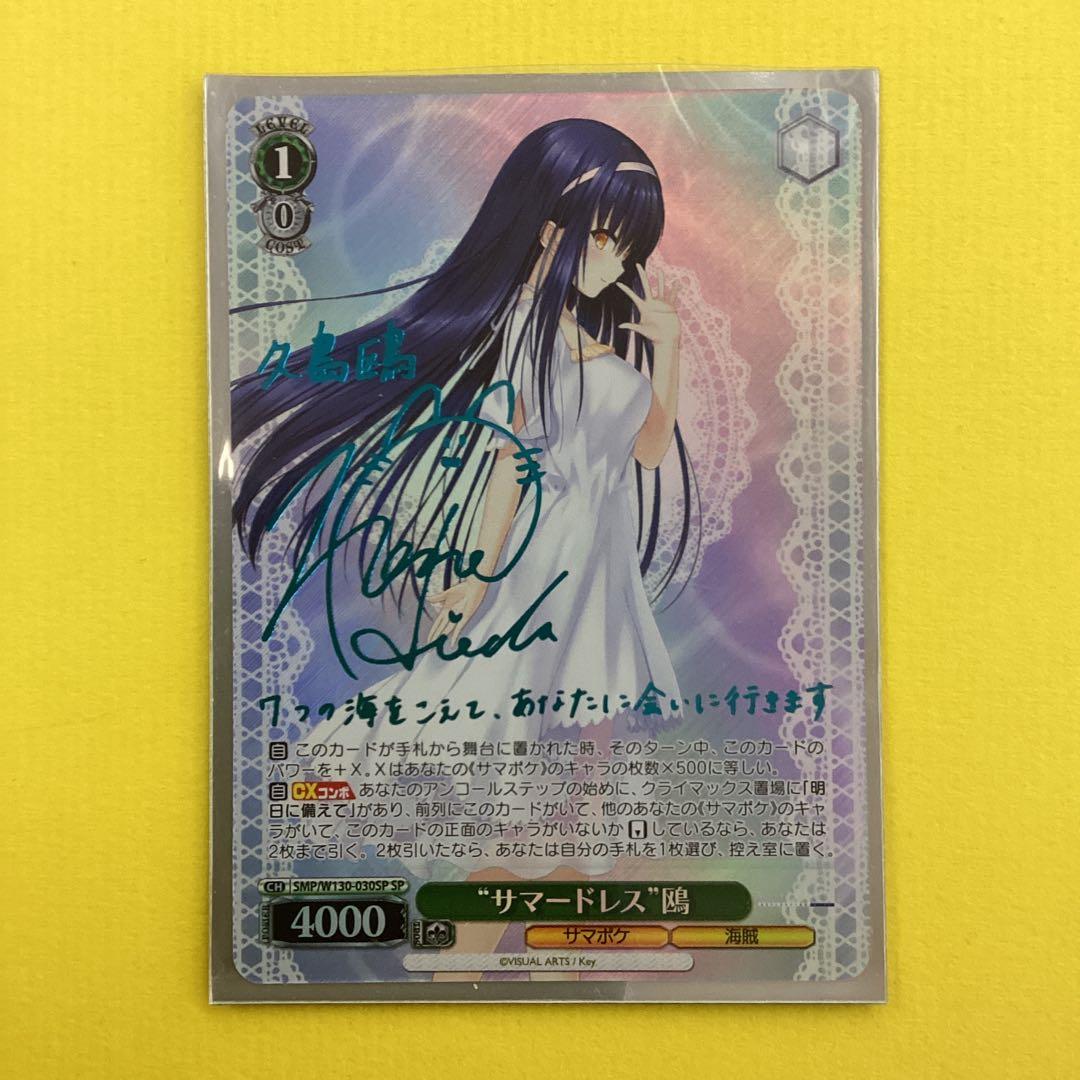 LEVEL
1
0
COST
久島鴎
Nanae
Hieda
7つの海をこえて、あなたに会いに行きます
自 このカードが手札から舞台に置かれた時、そのターン中、このカードの
パワーを+X。Xはあなたの《サマポケ》のキャラの枚数×500に等しい。
自 CXコンボ あなたのアンコールステップの始めに、クライマックス置場に「明
日に備えて」があり、前列にこのカードがいて、他のあなたの《サマポケ》のキャ
ラがいて、このカードの正面のキャラがいないか しているなら、あなたは
2枚まで引く。2枚引いたなら、あなたは自分の手札を1枚選び、控え室に置く。
CH SMP/W130-030SP SP
“サマードレス”鴎
POWER 4000 SOUL
サマポケ 海賊
©VISUAL ARTS / Key